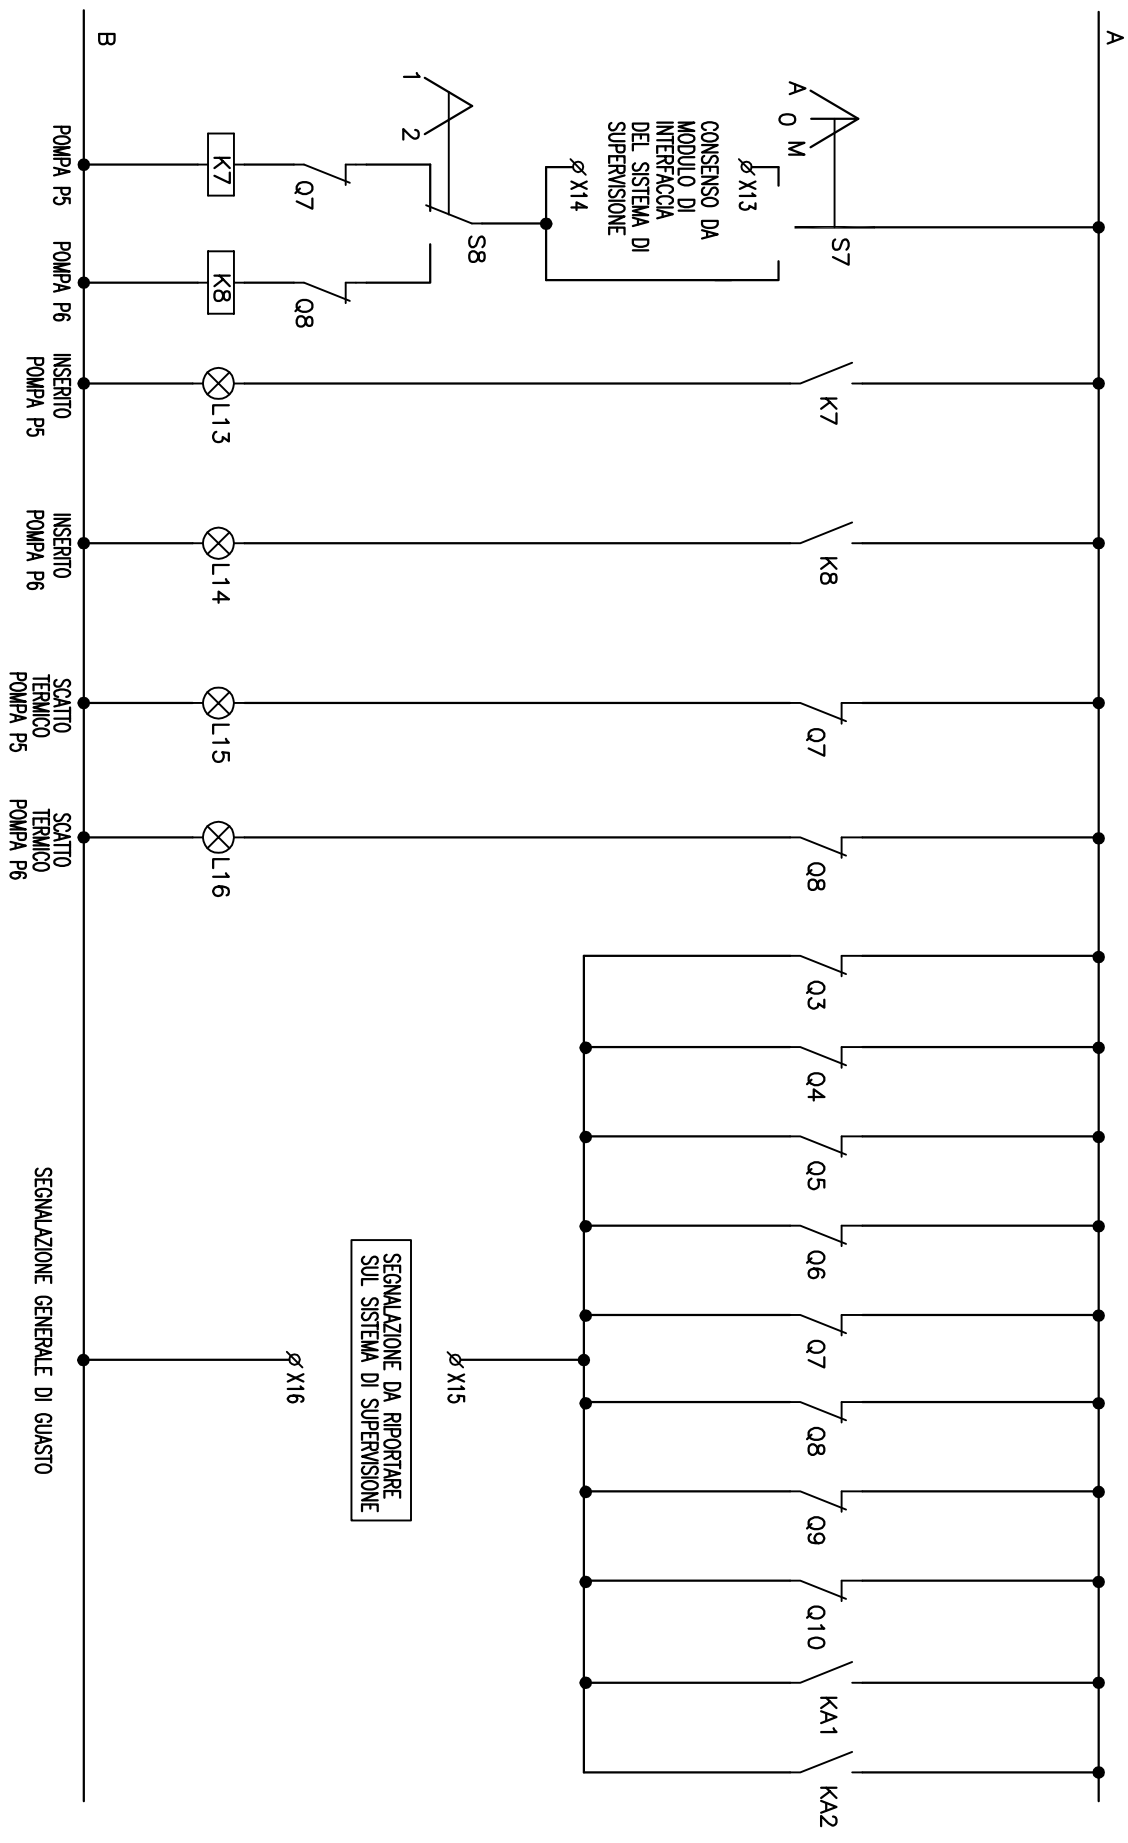 A
A
O
M
S7
X13
CONSENSO DA
MODULO DI
INTERFACCIA
DEL SISTEMA DI
SUPERVISIONE
X14
1
2
S8
Q7
Q8
K7
K8
B
POMPA P5
POMPA P6
K7
L13
INSERITO
POMPA P5
K8
L14
INSERITO
POMPA P6
Q7
L15
SCATTO
TERMICO
POMPA P5
Q8
L16
SCATTO
TERMICO
POMPA P6
Q3
Q4
Q5
Q6
Q7
Q8
Q9
Q10
KA1
KA2
X15
SEGNALAZIONE DA RIPORTARE
SUL SISTEMA DI SUPERVISIONE
X16
SEGNALAZIONE GENERALE DI GUASTO